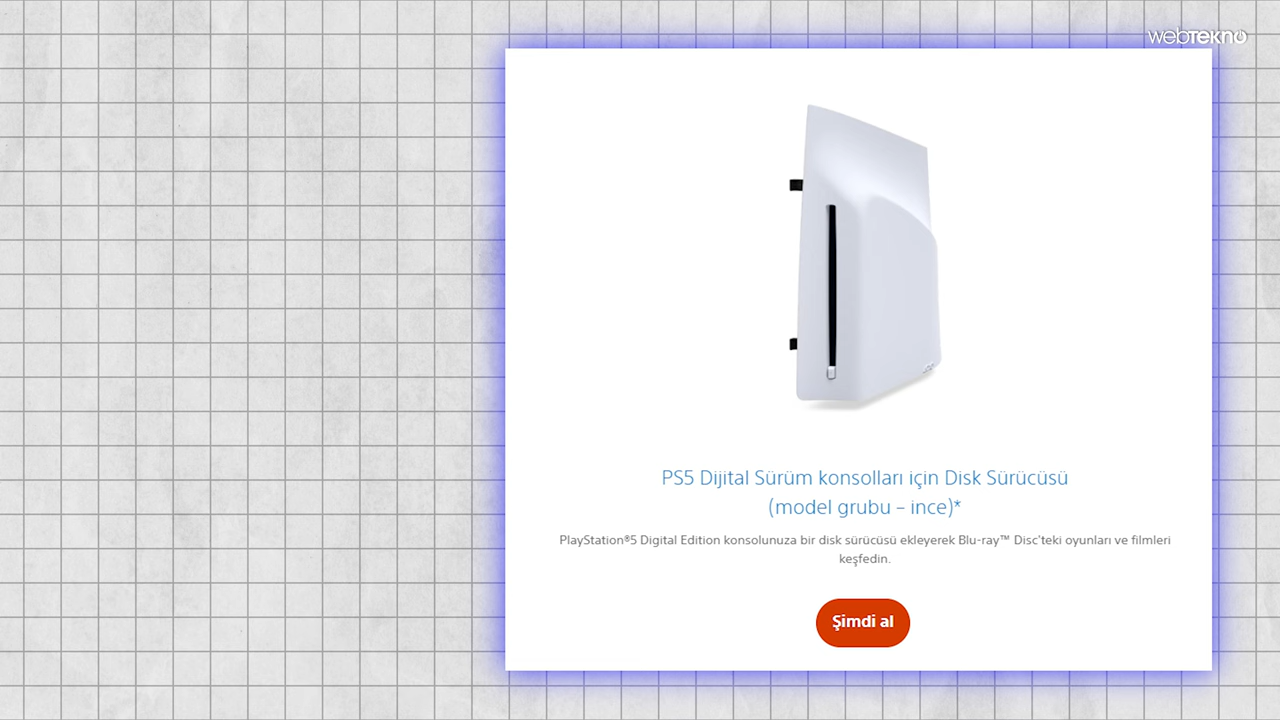 webtekno
PS5 Dijital Sürüm konsolları için Disk Sürücüsü
(model grubu – ince)*
PlayStation®5 Digital Edition konsolunuza bir disk sürücüsü ekleyerek Blu-ray™ Disc'teki oyunları ve filmleri
keşfedin.
Şimdi al